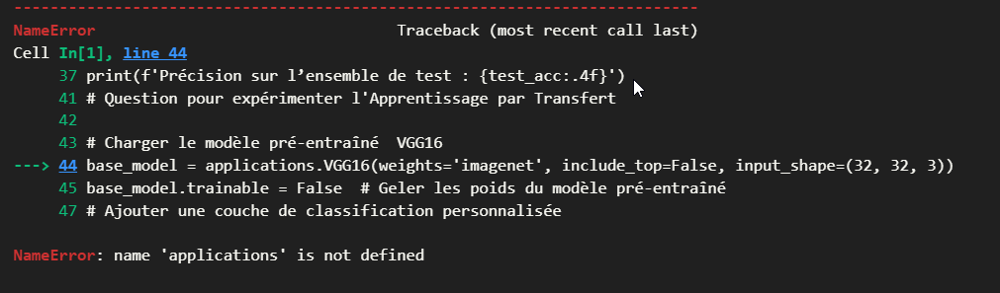 ---------------------------------------------------------------------------
NameError                                 Traceback (most recent call last)
Cell In[1], line 44
     37 print(f'Précision sur l’ensemble de test : {test_acc:.4f}')
     41 # Question pour expérimenter l'Apprentissage par Transfert
     42
     43 # Charger le modèle pré-entraîné  VGG16
---> 44 base_model = applications.VGG16(weights='imagenet', include_top=False, input_shape=(32, 32, 3))
     45 base_model.trainable = False  # Geler les poids du modèle pré-entraîné
     47 # Ajouter une couche de classification personnalisée
NameError: name 'applications' is not defined